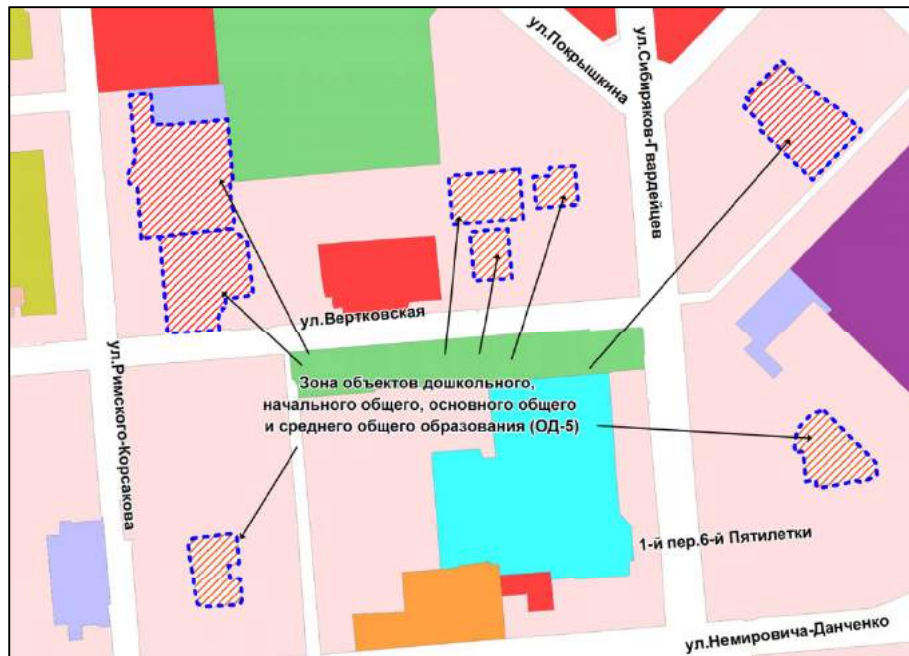 ул.Покрышкина
ул.Сибиряков-Гвардейцев
ул.Вертковская
ул.Римского-Корсакова
Зона объектов дошкольного,
начального общего, основного общего
и среднего общего образования (ОД-5)
1-й пер.6-й Пятилетки
ул.Немировича-Данченко